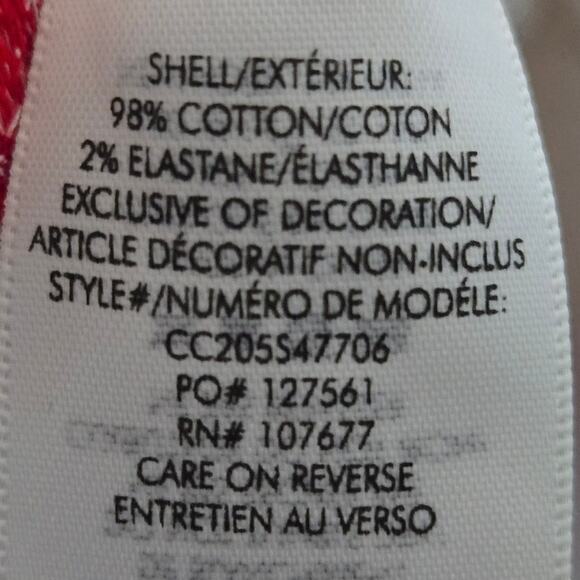 SHELL/EXTÉRIEUR:
98% COTTON/COTON
2% ELASTANE/ÉLASTHANNE
EXCLUSIVE OF DECORATION/
ARTICLE DÉCORATIF NON-INCLUS
STYLE#/NUMÉRO DE MODÉLE:
CC205S47706
PO# 127561
RN# 107677
CARE ON REVERSE
ENTRETIEN AU VERSO